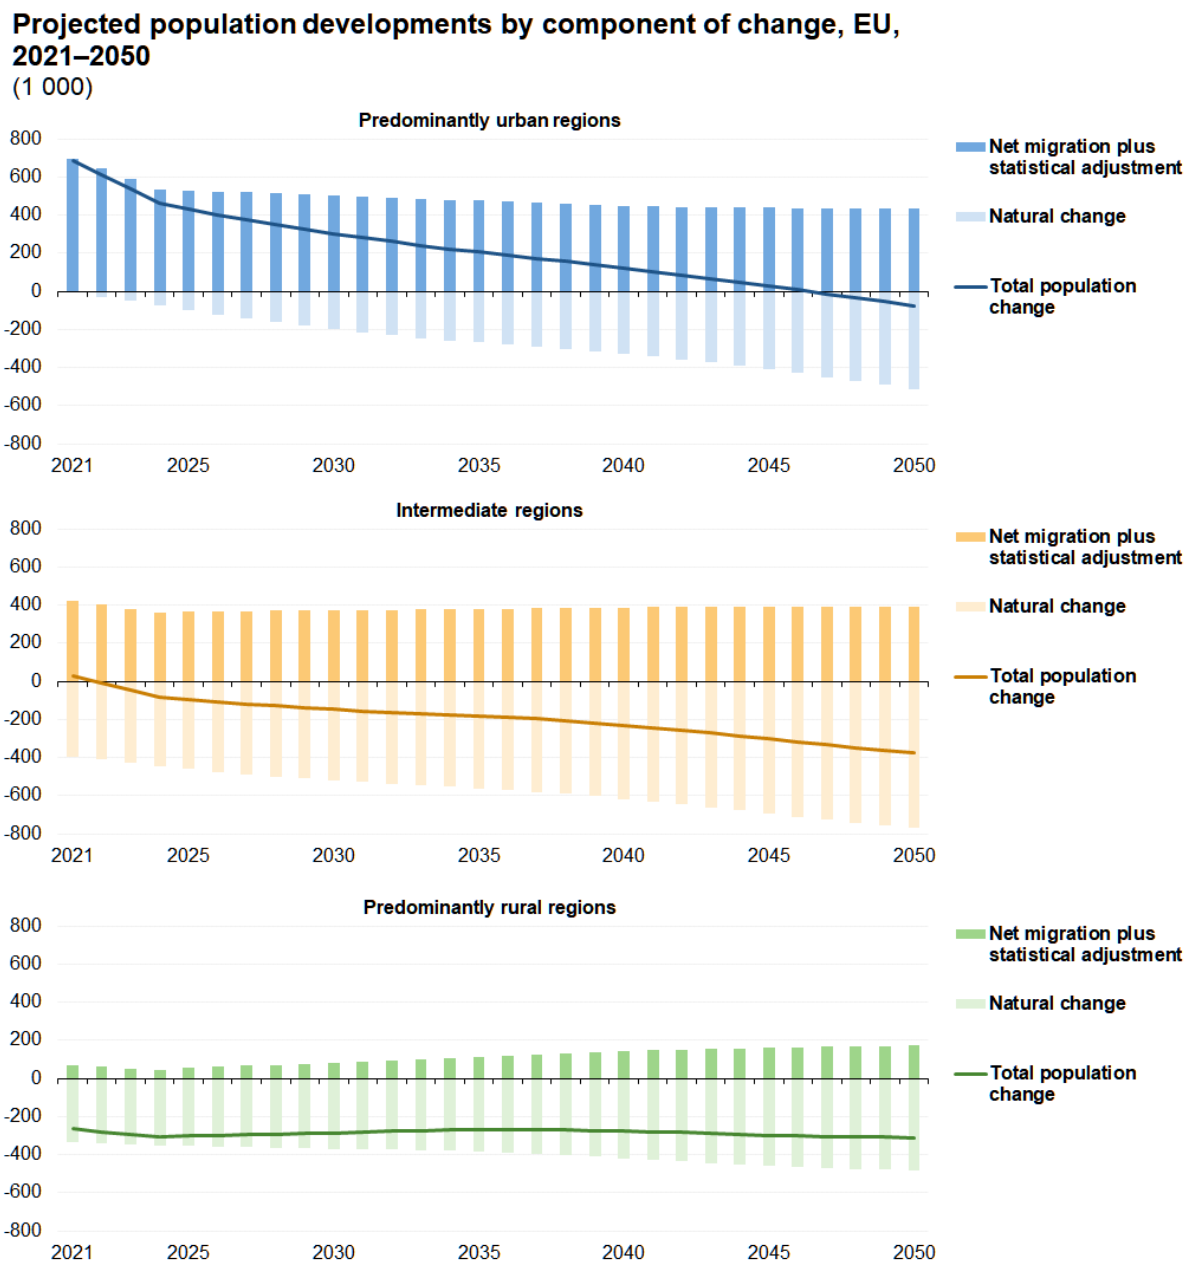 Projected population developments by component of change, EU,
2021–2050
(1 000)
Predominantly urban regions
800
600
400
200
0
-200
-400
-600
-800
2021 2025 2030 2035 2040 2045 2050
Net migration plus
statistical adjustment
Natural change
Total population
change
Intermediate regions
800
600
400
200
0
-200
-400
-600
-800
2021 2025 2030 2035 2040 2045 2050
Net migration plus
statistical adjustment
Natural change
Total population
change
Predominantly rural regions
800
600
400
200
0
-200
-400
-600
-800
2021 2025 2030 2035 2040 2045 2050
Net migration plus
statistical adjustment
Natural change
Total population
change